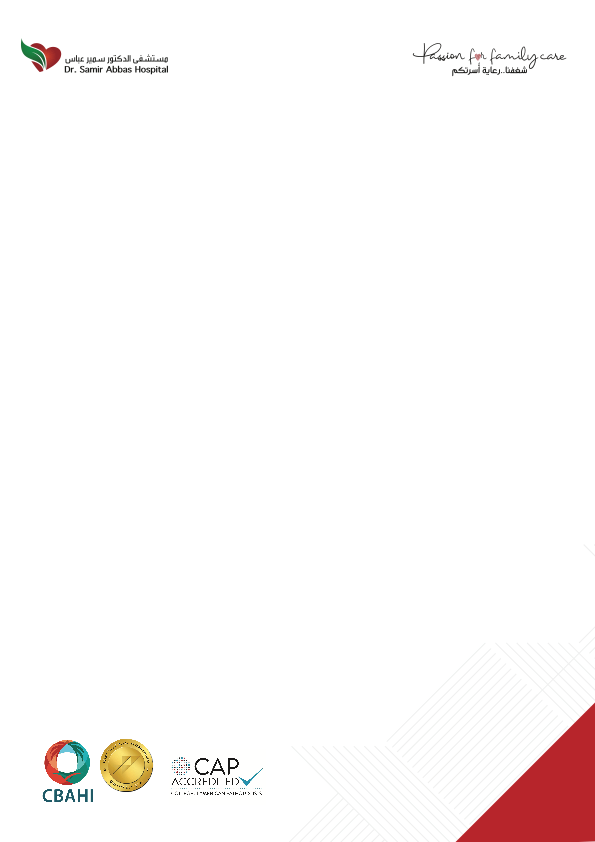 مستشفى الدكتور سمير عباس
Dr. Samir Abbas Hospital
Passion for family care
شغفنا..رعاية أسرتكم
CBAHI
CAP
ACCREDITED